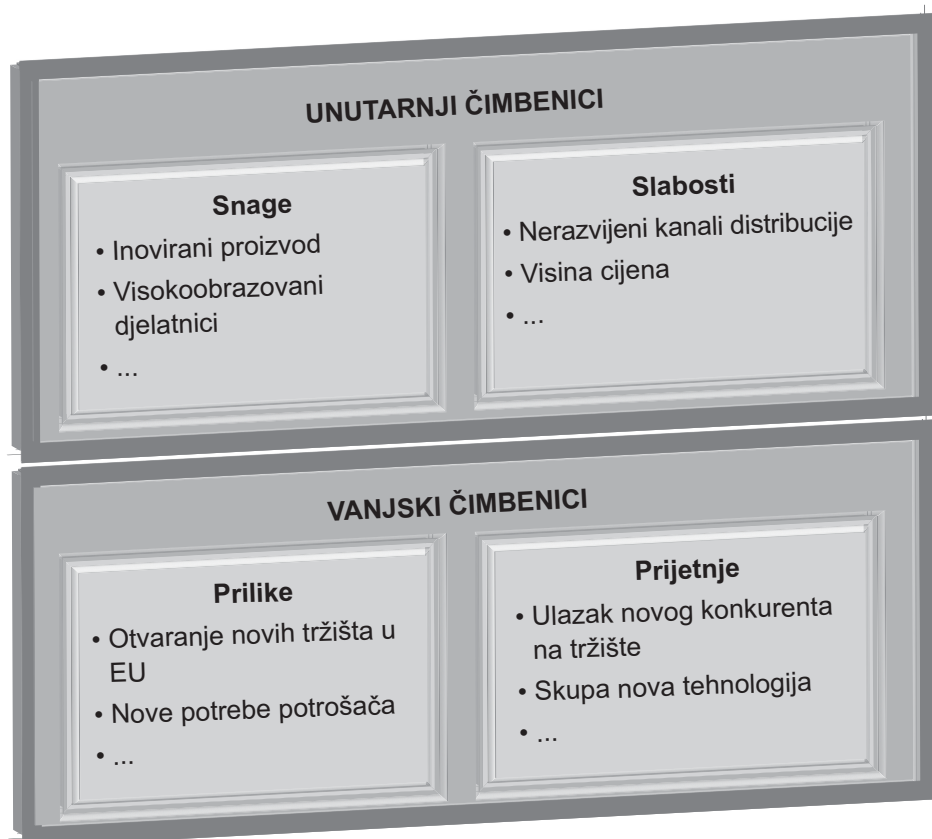 UNUTARNJI ČIMBENICI
Snage
• Inovirani proizvod
• Visokoobrazovani
djelatnici
• ...
Slabosti
• Nerazvijeni kanali distribucije
• Visina cijena
• ...
VANJSKI ČIMBENICI
Prilike
• Otvaranje novih tržišta u
EU
• Nove potrebe potrošača
• ...
Prijetnje
• Ulazak novog konkurenta
na tržište
• Skupa nova tehnologija
• ...